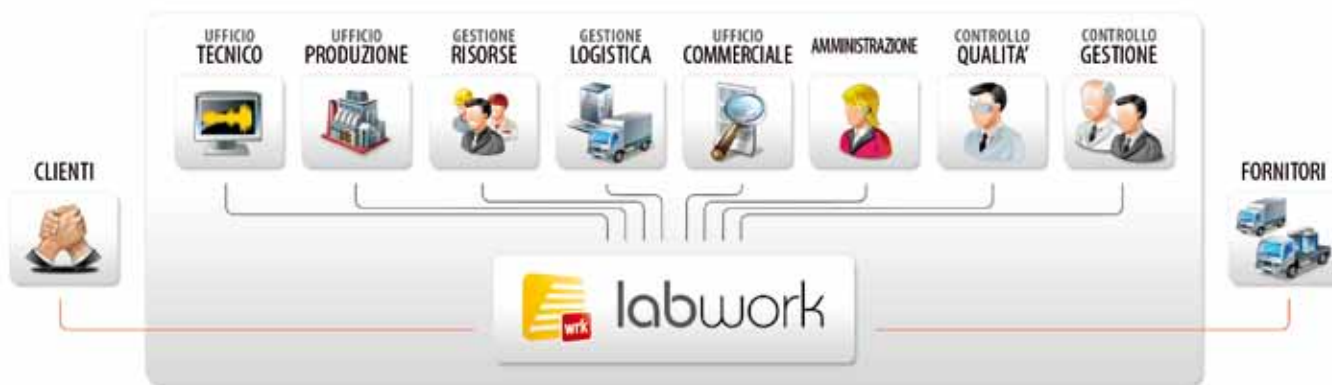 UFFICIO
TECNICO
UFFICIO
PRODUZIONE
GESTIONE
RISORSE
GESTIONE
LOGISTICA
UFFICIO
COMMERCIALE
AMMINISTRAZIONE
CONTROLLO
QUALITA'
CONTROLLO
GESTIONE
CLIENTI
FORNITORI
wrk
labwork